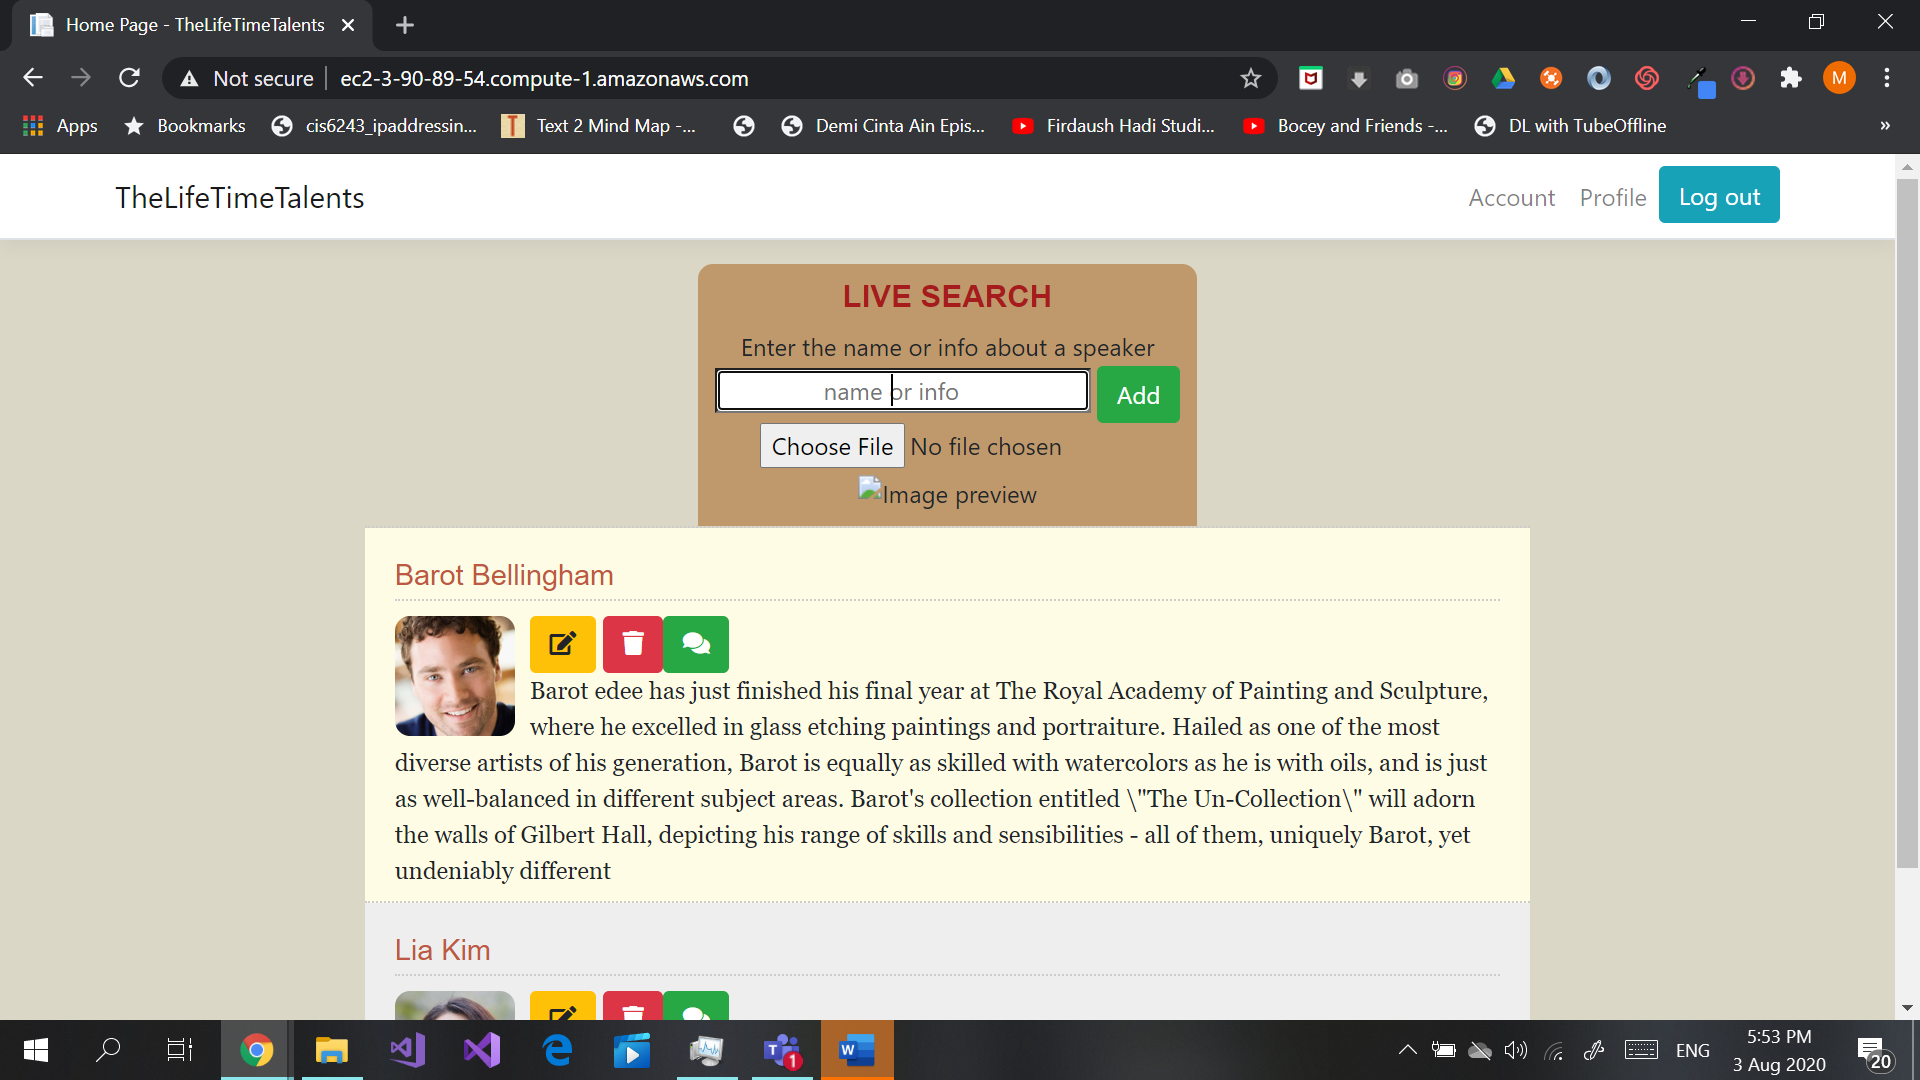 Home Page - TheLifeTimeTalents
Not secure
ec2-3-90-89-54.compute-1.amazonaws.com
M
Apps
Bookmarks
cis6243_ipaddressin...
Text 2 Mind Map -...
Demi Cinta Ain Epis...
Firdaush Hadi Studi...
Bocey and Friends -...
DL with TubeOffline
»
TheLifeTimeTalents
Account
Profile
Log out
LIVE SEARCH
Enter the name or info about a speaker
name or info
Add
Choose File No file chosen
Image preview
Barot Bellingham
Barot edee has just finished his final year at The Royal Academy of Painting and Sculpture,
where he excelled in glass etching paintings and portraiture. Hailed as one of the most
diverse artists of his generation, Barot is equally as skilled with watercolors as he is with oils, and is just
as well-balanced in different subject areas. Barot's collection entitled \"The Un-Collection\" will adorn
the walls of Gilbert Hall, depicting his range of skills and sensibilities - all of them, uniquely Barot, yet
undeniably different
Lia Kim
ENG
5:53 PM
3 Aug 2020
20